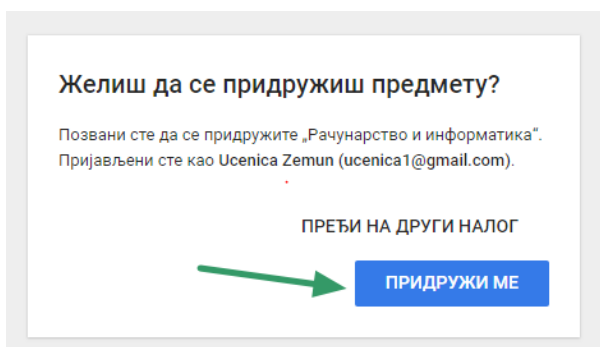 Желиш да се придружиш предмету?
Позвани сте да се придружите „Рачунарство и информатика“.
Пријављени сте као Ucenica Zemun (ucenica1@gmail.com).
ПРЕЂИ НА ДРУГИ НАЛОГ
ПРИДРУЖИ МЕ